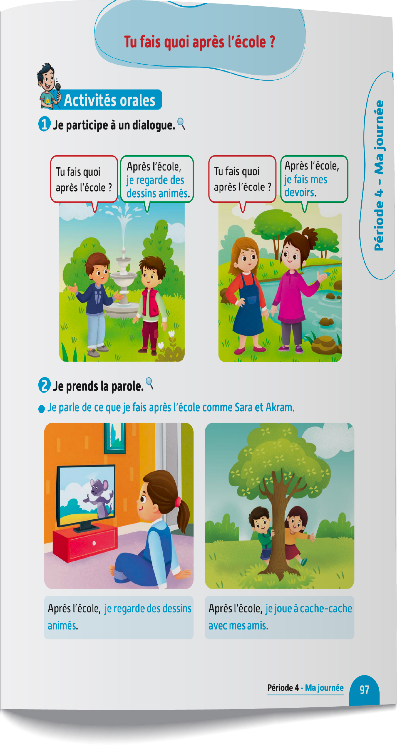 Tu fais quoi après l'école ?
Activités orales
1 Je participe à un dialogue.
Tu fais quoi
après l'école ?
Après l'école,
je regarde des
dessins animés.
Tu fais quoi
après l'école ?
Après l'école,
je fais mes
devoirs.
Période 4 - Ma journée
2 Je prends la parole.
Je parle de ce que je fais après l'école comme Sara et Akram.
Après l'école, je regarde des dessins
animés.
Après l'école, je joue à cache-cache
avec mes amis.
Période 4 - Ma journée 97